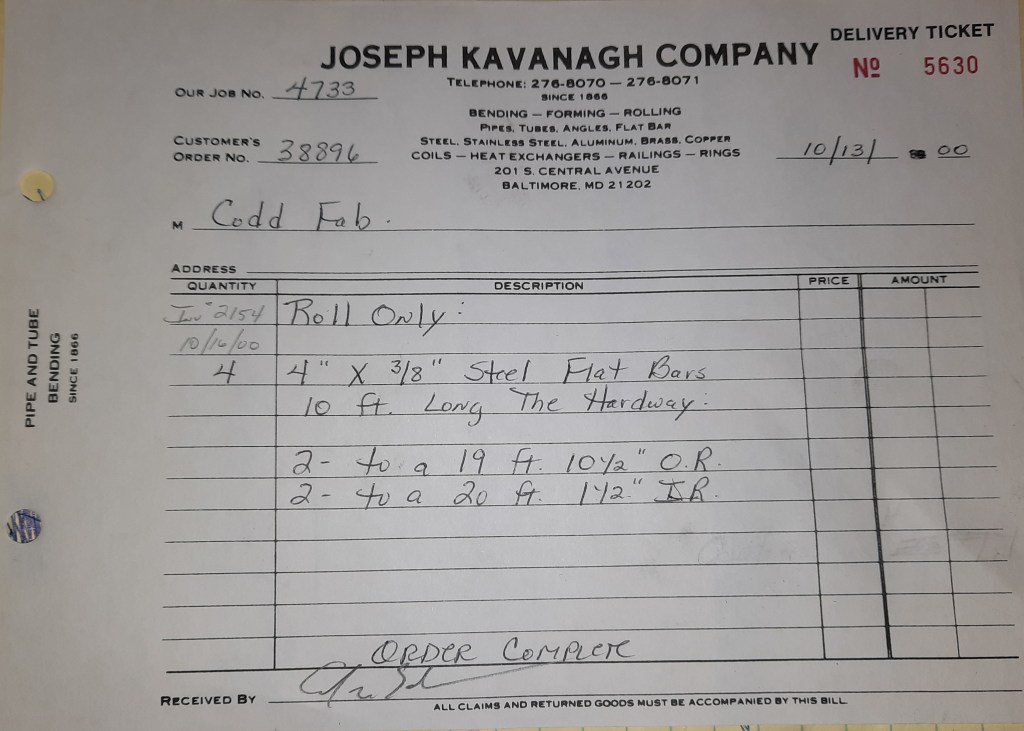 DELIVERY TICKET
JOSEPH KAVANAGH COMPANY
Nº 5630
TELEPHONE: 276-8070 — 276-8071
SINCE 1866
OUR JOB NO. 4733
BENDING — FORMING — ROLLING
PIPES, TUBES, ANGLES, FLAT BAR
CUSTOMER'S
ORDER NO. 38896
STEEL, STAINLESS STEEL, ALUMINUM, BRASS, COPPER
COILS — HEAT EXCHANGERS — RAILINGS — RINGS
10/13/ 00
201 S. CENTRAL AVENUE
BALTIMORE, MD 21202
M Codd Fab.
ADDRESS
QUANTITY DESCRIPTION PRICE AMOUNT
Inv# 2154 Roll Only:
10/16/00
4 4" X 3/8" Steel Flat Bars
10 ft. Long The Hardway:
2- to a 19 ft. 10 1/2" O.R.
2- to a 20 ft. 1 1/2" I.R.
ORDER COMPLETE
RECEIVED BY
ALL CLAIMS AND RETURNED GOODS MUST BE ACCOMPANIED BY THIS BILL.
PIPE AND TUBE
BENDING
SINCE 1866